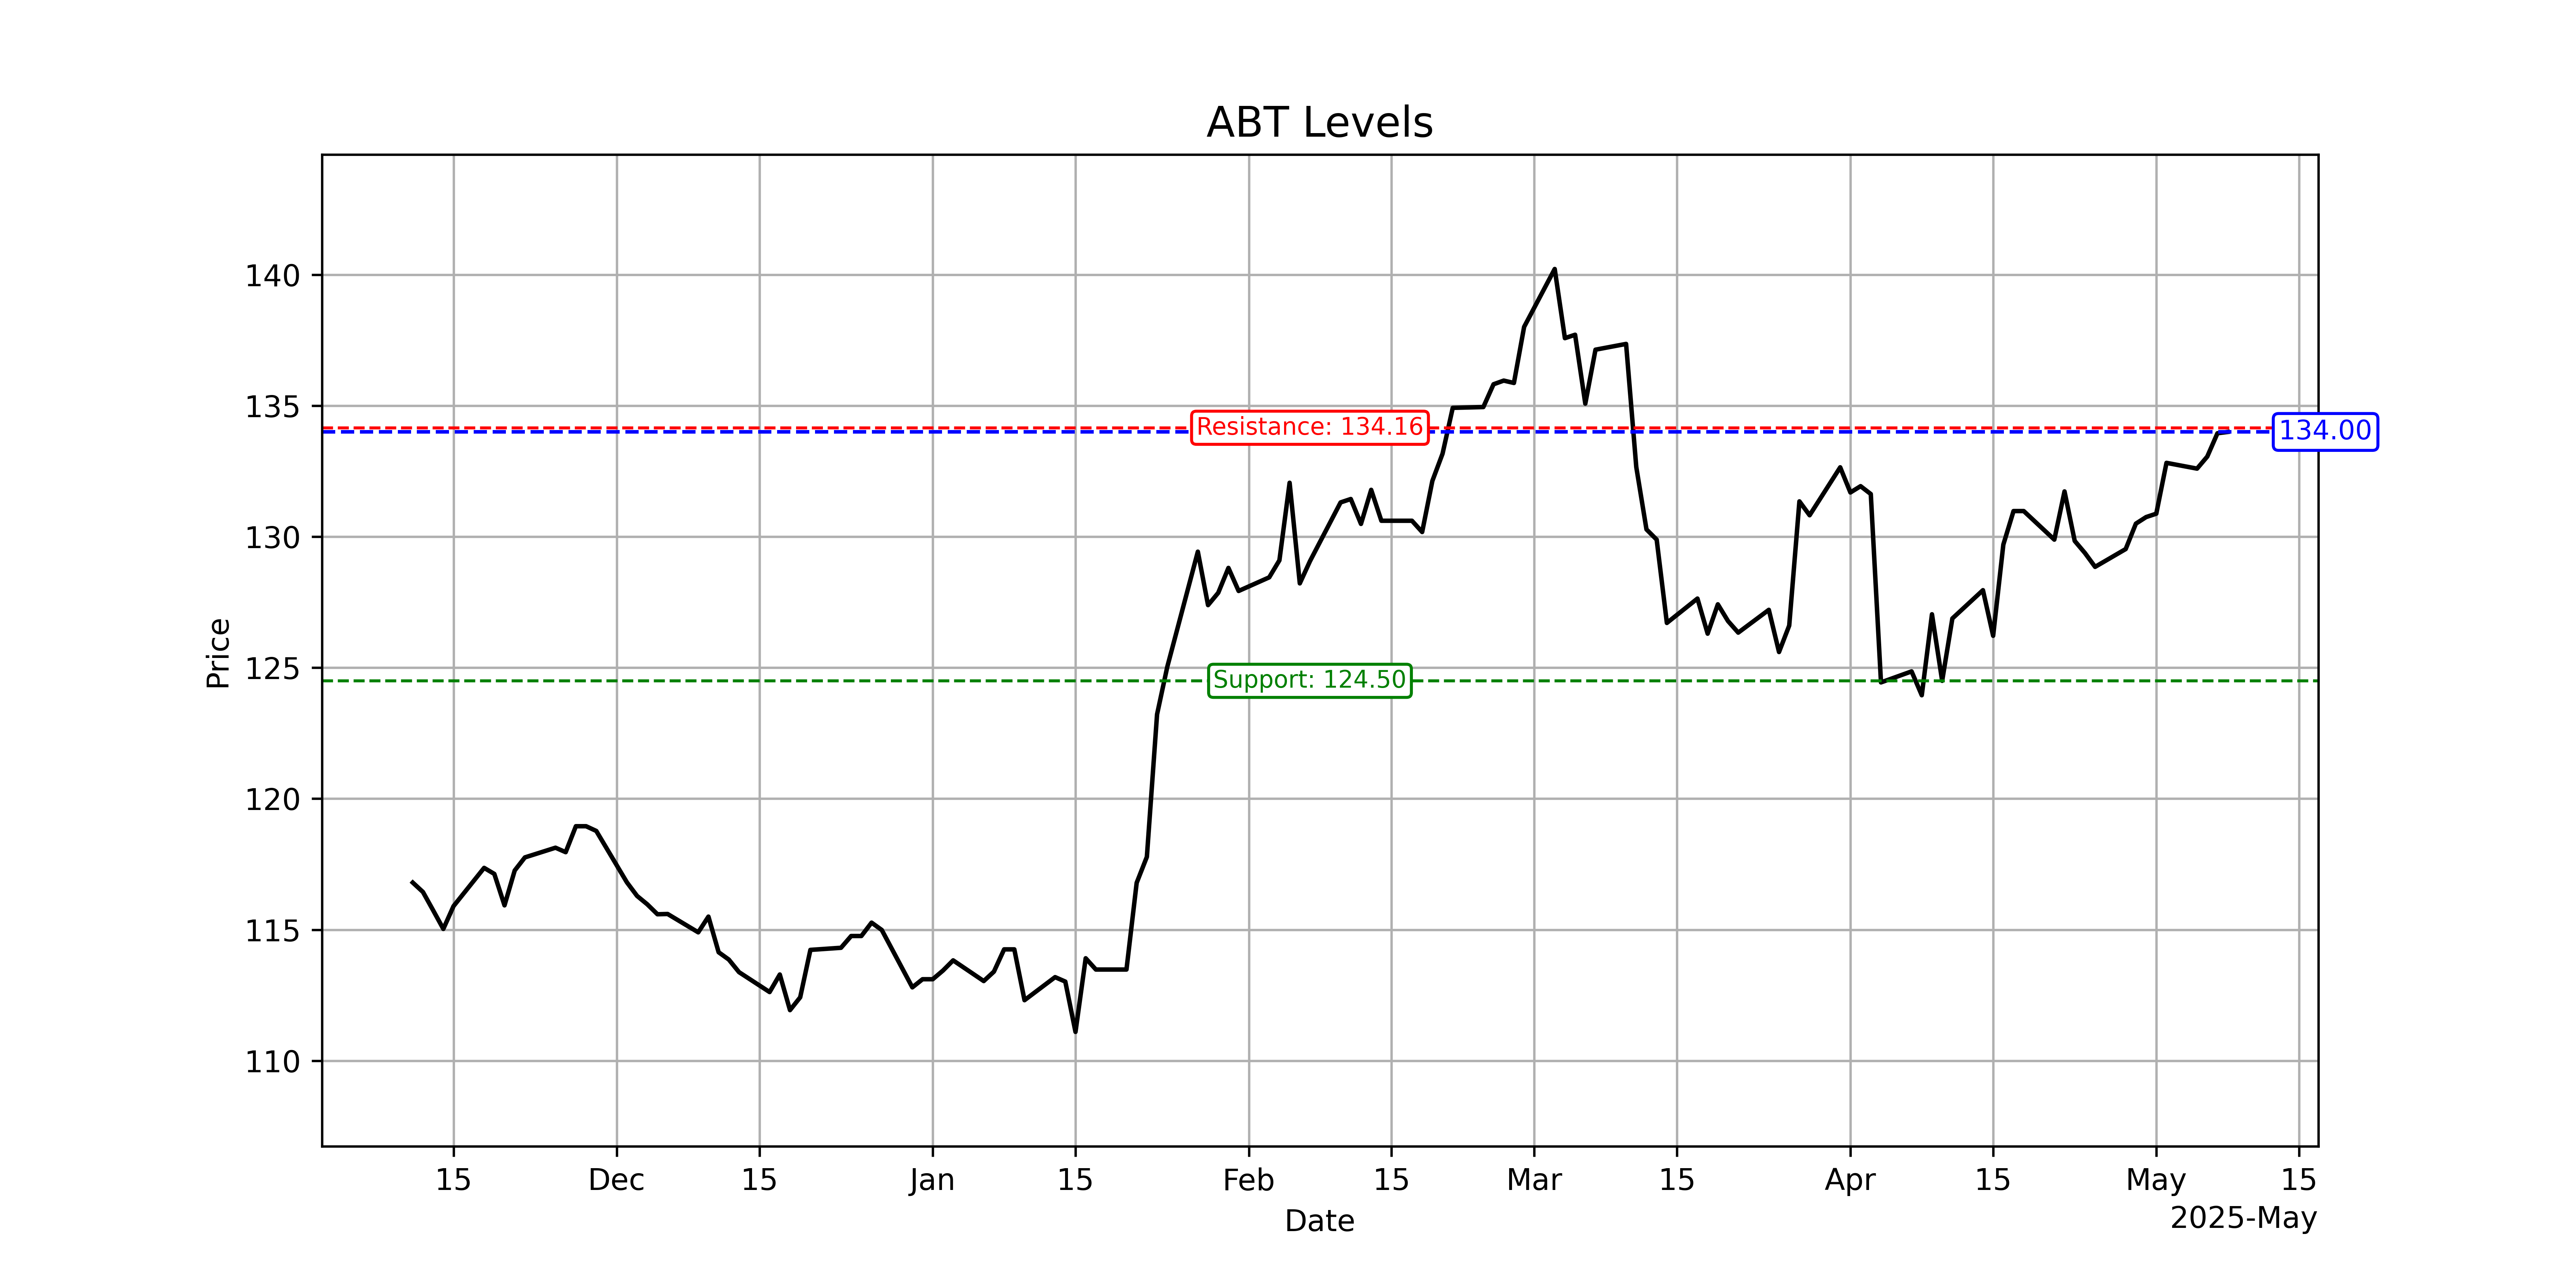 ABT Levels
140
135
130
125
120
115
110
Price
Resistance: 134.16
134.00
Support: 124.50
15 Dec 15 Jan 15 Feb 15 Mar 15 Apr 15 May 15
2025-May
Date